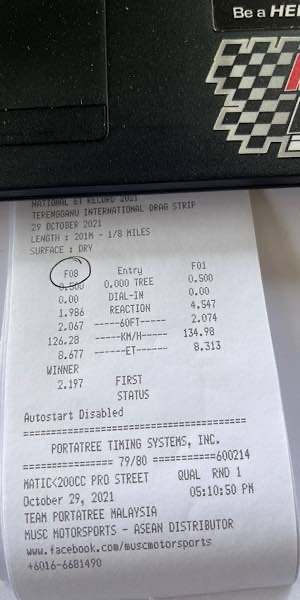 Be a HE
NATIONAL ET RECORD 2021
TERENGGANU INTERNATIONAL DRAG STRIP
29 OCTOBER 2021
LENGTH : 201M - 1/8 MILES
SURFACE : DRY
F08 Entry F01
0.500 0.000 TREE 0.500
0.00 DIAL-IN 0.00
1.986 REACTION 4.547
2.067 ------60FT------ 2.074
126.28 ------KM/H------ 134.98
8.677 ------ET------ 8.313
WINNER
2.197 FIRST
STATUS
Autostart Disabled
========================================
PORTATREE TIMING SYSTEMS, INC.
================ 79/80 ===========600214
MATIC<200CC PRO STREET QUAL RND 1
October 29, 2021 05:10:50 PM
TEAM PORTATREE MALAYSIA
MUSC MOTORSPORTS - ASEAN DISTRIBUTOR
www.facebook.com/muscmotorsports
+6016-6681490